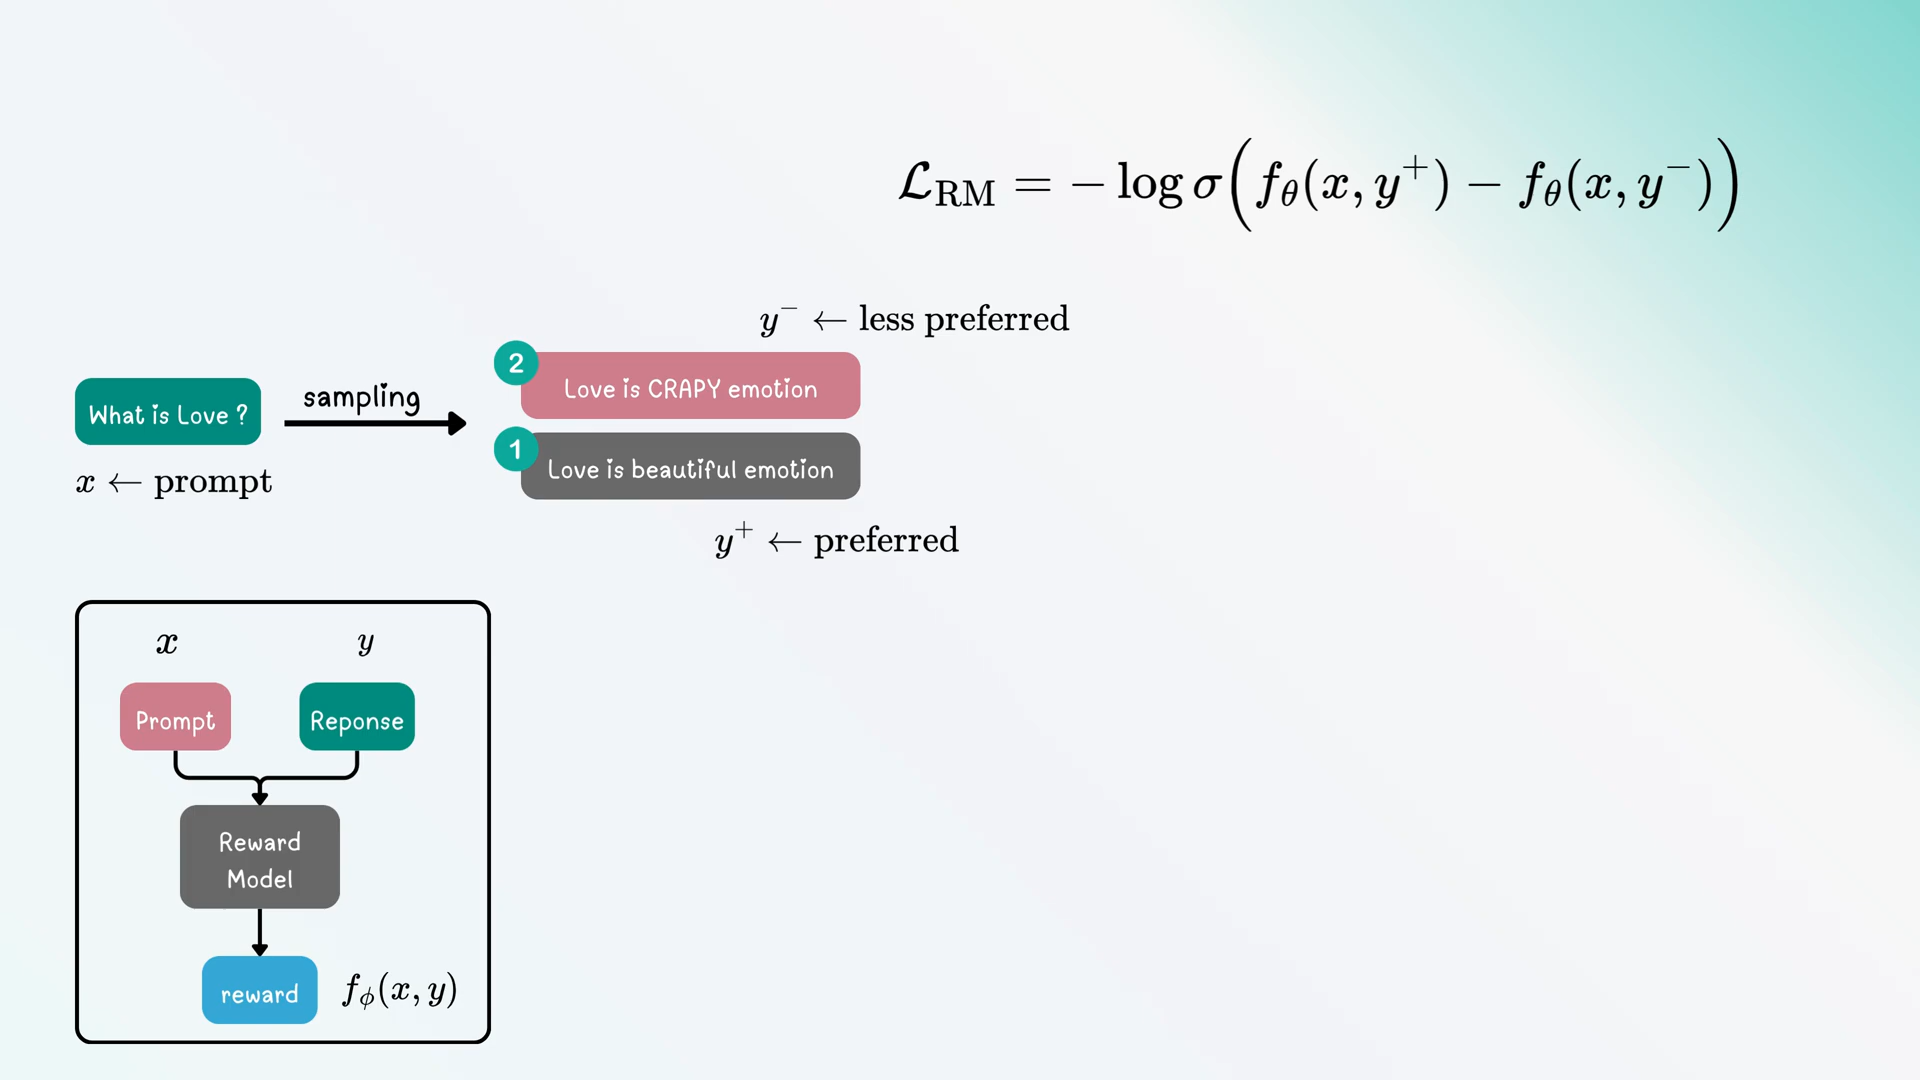 ℒ_RM = − log σ( f_θ(x, y⁺) − f_θ(x, y⁻) )
y⁻ ← less preferred
2
Love is CRAPY emotion
What is Love ?
sampling
1
Love is beautiful emotion
x ← prompt
y⁺ ← preferred
x
y
Prompt
Reponse
Reward
Model
reward
f_ϕ(x, y)